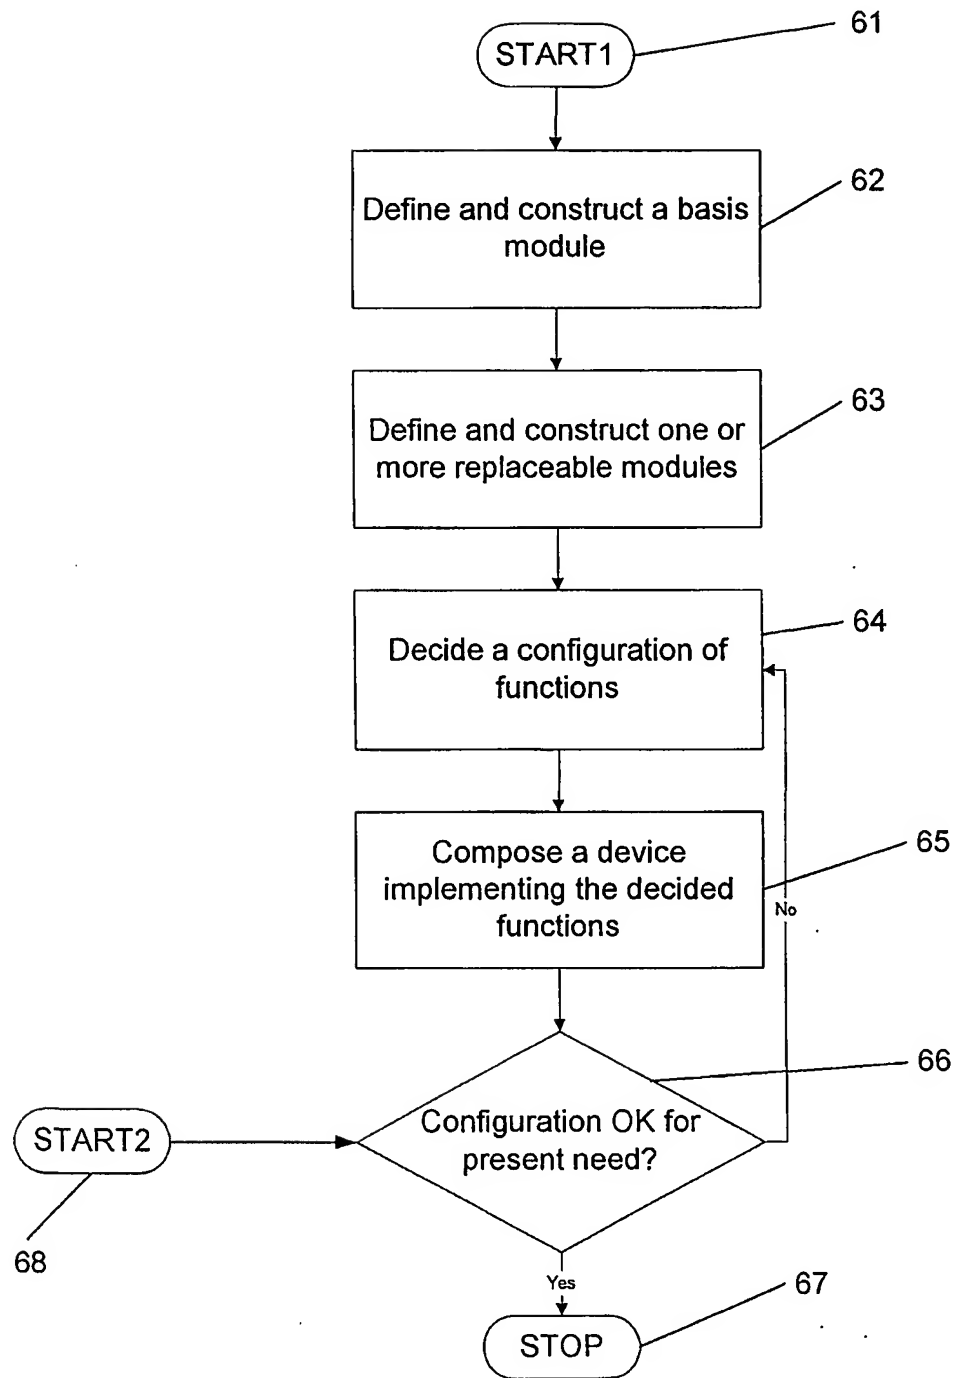 61
START1
62
Define and construct a basis
module
63
Define and construct one or
more replaceable modules
64
Decide a configuration of
functions
65
Compose a device
implementing the decided
functions
No
66
Configuration OK for
present need?
START2
68
Yes
67
STOP